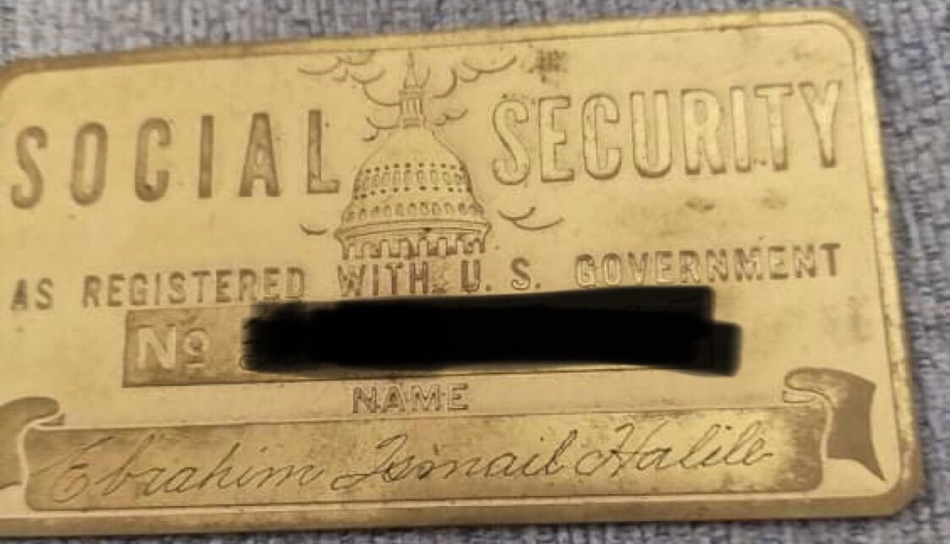 SOCIAL SECURITY
AS REGISTERED WITH U. S. GOVERNMENT
No
NAME
Ebrahim Ismail Halile